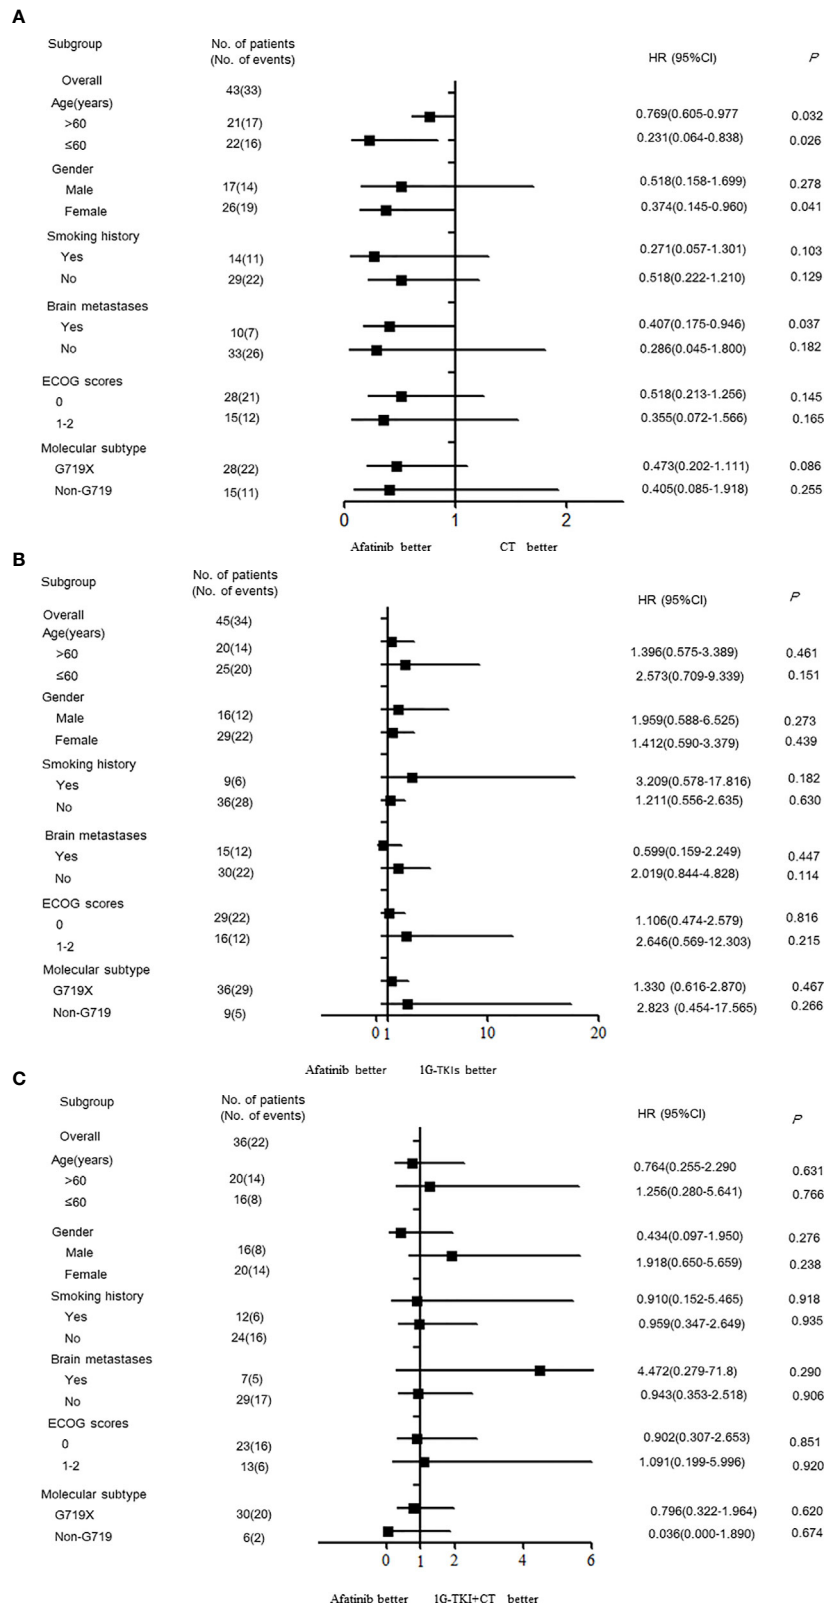 A
Subgroup No. of patients HR (95%CI) P
(No. of events)
Overall 43(33)
Age(years)
>60 21(17) 0.769(0.605-0.977 0.032
≤60 22(16) 0.231(0.064-0.838) 0.026
Gender
Male 17(14) 0.518(0.158-1.699) 0.278
Female 26(19) 0.374(0.145-0.960) 0.041
Smoking history
Yes 14(11) 0.271(0.057-1.301) 0.103
No 29(22) 0.518(0.222-1.210) 0.129
Brain metastases
Yes 10(7) 0.407(0.175-0.946) 0.037
No 33(26) 0.286(0.045-1.800) 0.182
ECOG scores
0 28(21) 0.518(0.213-1.256) 0.145
1-2 15(12) 0.355(0.072-1.566) 0.165
Molecular subtype
G719X 28(22) 0.473(0.202-1.111) 0.086
Non-G719 15(11) 0.405(0.085-1.918) 0.255
0 1 2
Afatinib better CT better
B
Subgroup No. of patients HR (95%CI) P
(No. of events)
Overall 45(34)
Age(years)
>60 20(14) 1.396(0.575-3.389) 0.461
≤60 25(20) 2.573(0.709-9.339) 0.151
Gender
Male 16(12) 1.959(0.588-6.525) 0.273
Female 29(22) 1.412(0.590-3.379) 0.439
Smoking history
Yes 9(6) 3.209(0.578-17.816) 0.182
No 36(28) 1.211(0.556-2.635) 0.630
Brain metastases
Yes 15(12) 0.599(0.159-2.249) 0.447
No 30(22) 2.019(0.844-4.828) 0.114
ECOG scores
0 29(22) 1.106(0.474-2.579) 0.816
1-2 16(12) 2.646(0.569-12.303) 0.215
Molecular subtype
G719X 36(29) 1.330 (0.616-2.870) 0.467
Non-G719 9(5) 2.823 (0.454-17.565) 0.266
0 1 10 20
Afatinib better 1G-TKIs better
C
Subgroup No. of patients HR (95%CI) P
(No. of events)
Overall 36(22)
Age(years)
>60 20(14) 0.764(0.255-2.290 0.631
≤60 16(8) 1.256(0.280-5.641) 0.766
Gender
Male 16(8) 0.434(0.097-1.950) 0.276
Female 20(14) 1.918(0.650-5.659) 0.238
Smoking history
Yes 12(6) 0.910(0.152-5.465) 0.918
No 24(16) 0.959(0.347-2.649) 0.935
Brain metastases
Yes 7(5) 4.472(0.279-71.8) 0.290
No 29(17) 0.943(0.353-2.518) 0.906
ECOG scores
0 23(16) 0.902(0.307-2.653) 0.851
1-2 13(6) 1.091(0.199-5.996) 0.920
Molecular subtype
G719X 30(20) 0.796(0.322-1.964) 0.620
Non-G719 6(2) 0.036(0.000-1.890) 0.674
0 1 2 4 6
Afatinib better 1G-TKI+CT better